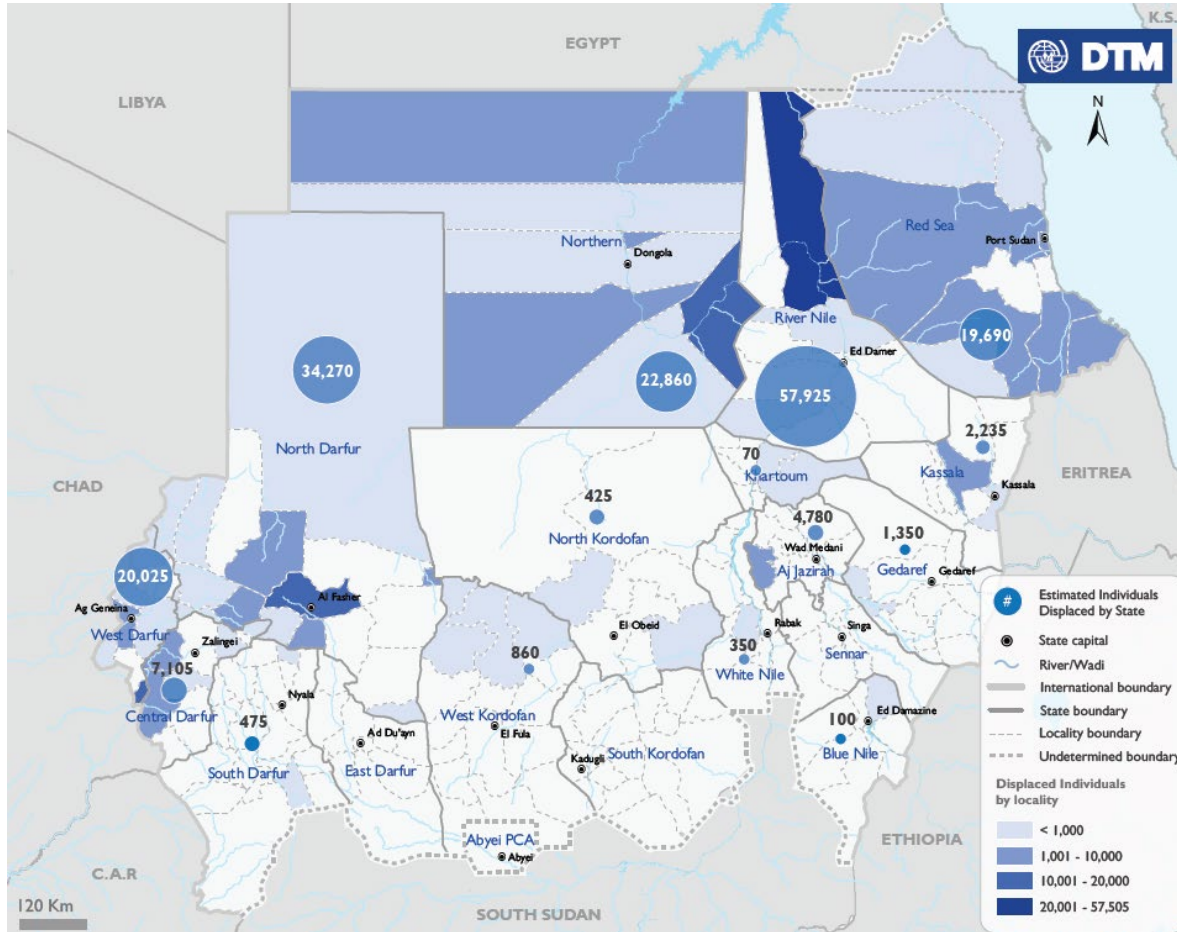 K.S.
EGYPT
DTM
LIBYA
N
Red Sea
Port Sudan
Northern
Dongola
River Nile
19,690
Ed Damer
34,270
22,860
57,925
2,235
North Darfur
70
Kassala
Khartoum
ERITREA
CHAD
Kassala
425
4,780
1,350
North Kordofan
Wad Medani
Aj Jazirah
Gedaref
Gedaref
20,025
Al Fasher
Ag Geneina
West Darfur
El Obeid
Rabak
Singa
Zalingei
Sennar
7,105
860
350
White Nile
Central Darfur
Nyala
West Kordofan
475
Ad Du'ayn
El Fula
South Kordofan
100
Ed Damazine
Blue Nile
South Darfur
East Darfur
Kadugli
Abyei PCA
Abyei
ETHIOPIA
C.A.R
SOUTH SUDAN
120 Km
#
Estimated Individuals
Displaced by State
State capital
River/Wadi
International boundary
State boundary
Locality boundary
Undetermined boundary
Displaced Individuals
by locality
< 1,000
1,001 - 10,000
10,001 - 20,000
20,001 - 57,505